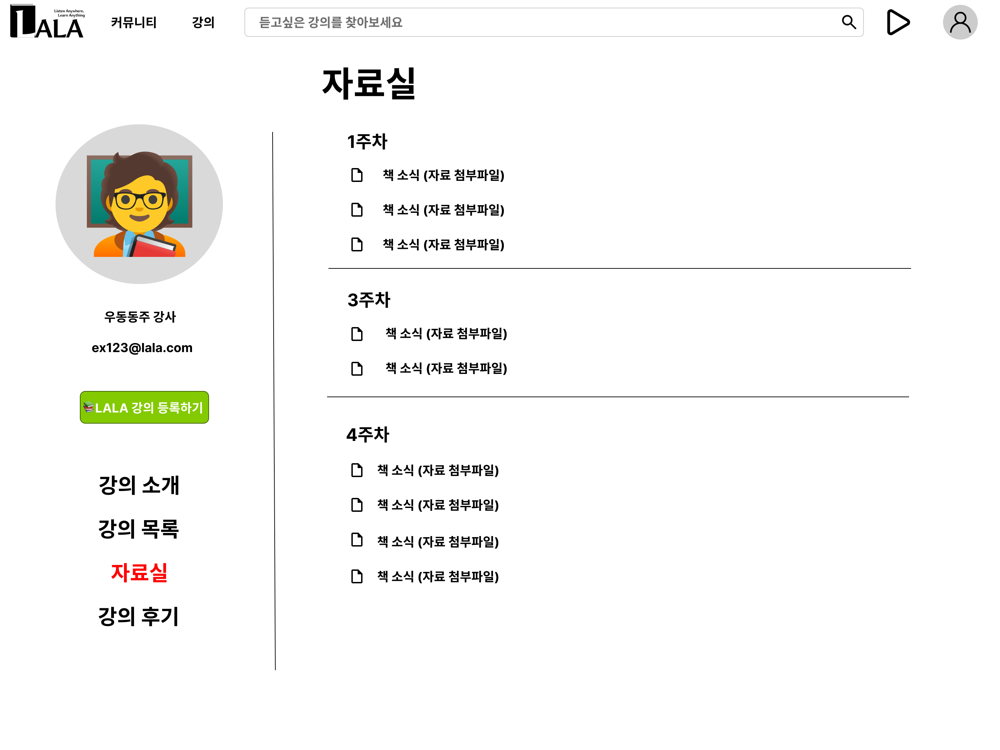 Listen Anywhere,
Learn Anything
LALA
커뮤니티
강의
듣고싶은 강의를 찾아보세요
자료실
우동동주 강사
ex123@lala.com
📚LALA 강의 등록하기
강의 소개
강의 목록
자료실
강의 후기
1주차
책 소식 (자료 첨부파일)
책 소식 (자료 첨부파일)
책 소식 (자료 첨부파일)
3주차
책 소식 (자료 첨부파일)
책 소식 (자료 첨부파일)
4주차
책 소식 (자료 첨부파일)
책 소식 (자료 첨부파일)
책 소식 (자료 첨부파일)
책 소식 (자료 첨부파일)